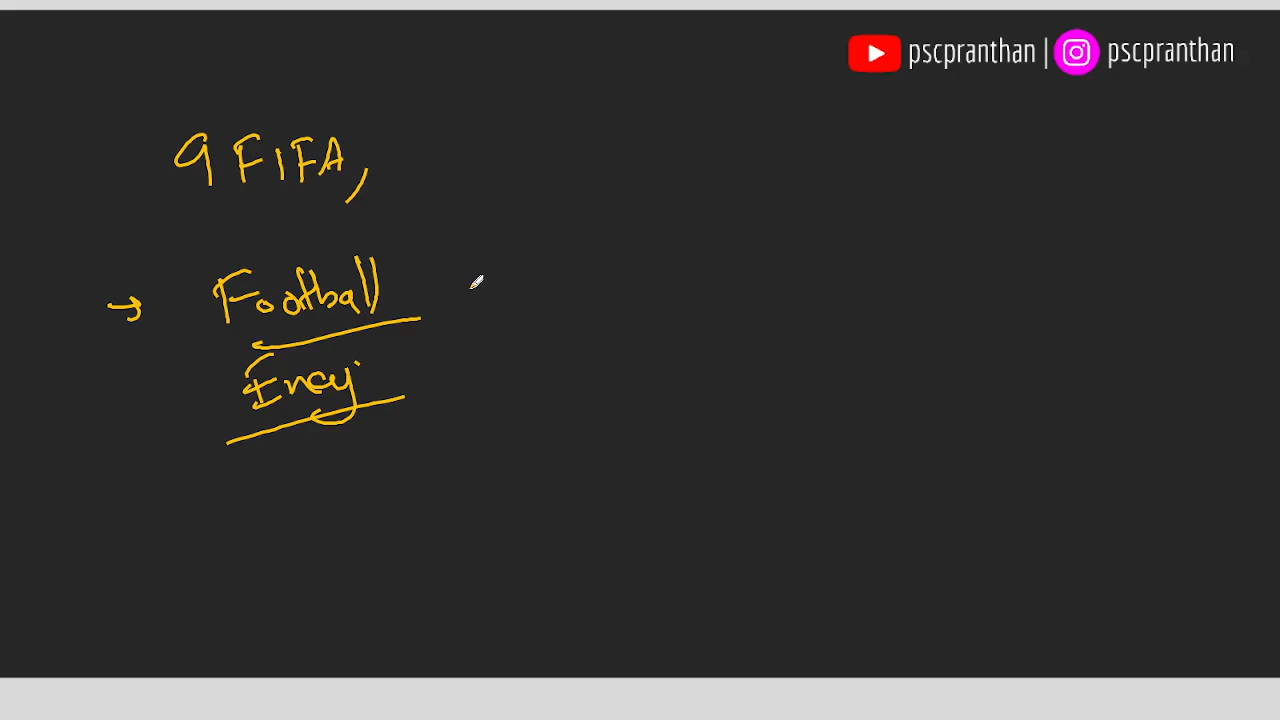 pscpranthan | pscpranthan
9 FIFA,
→ Football
Ency